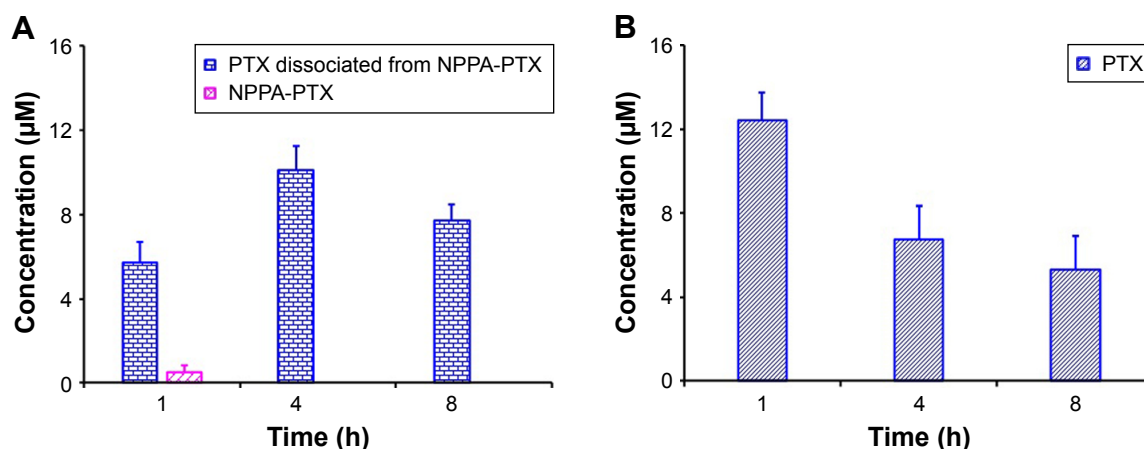 A
16
12
8
4
0
Concentration (µM)
PTX dissociated from NPPA-PTX
NPPA-PTX
1
4
8
Time (h)
B
16
12
8
4
0
Concentration (µM)
PTX
1
4
8
Time (h)